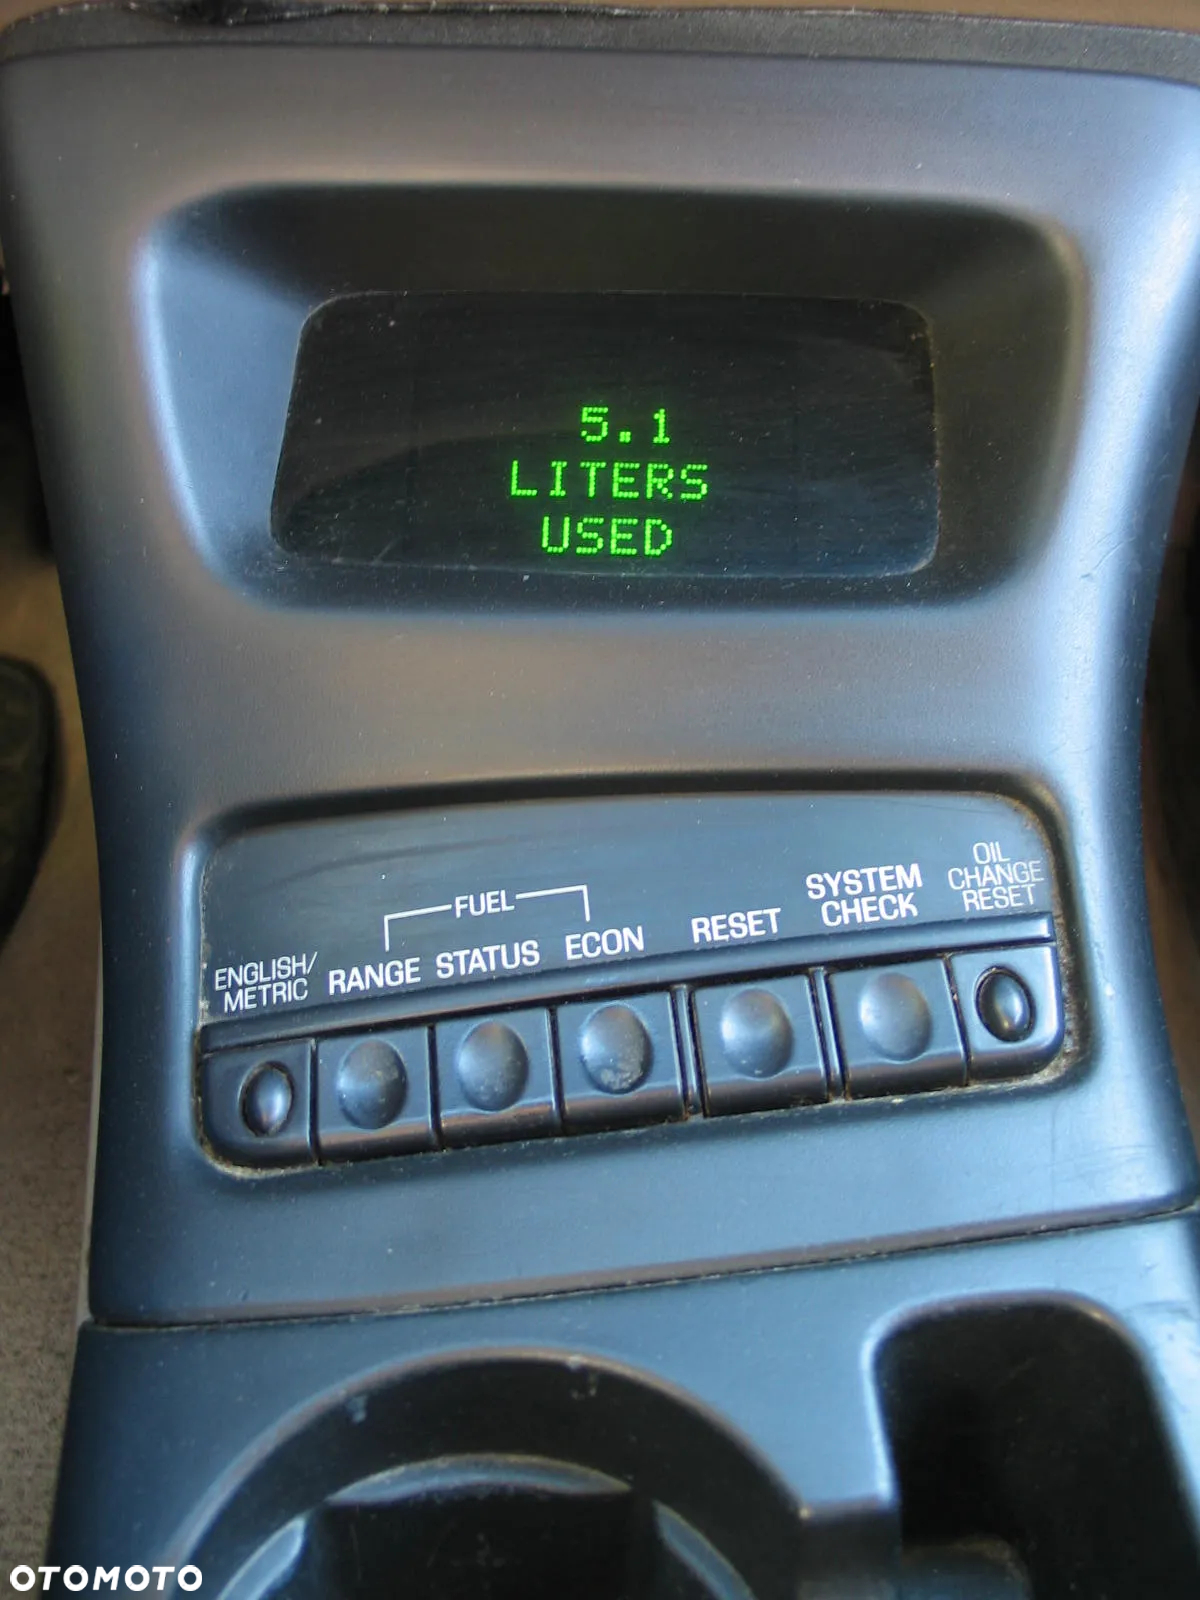 5.1
LITERS
USED
FUEL
ENGLISH/
METRIC
RANGE
STATUS
ECON
RESET
SYSTEM
CHECK
OIL
CHANGE
RESET
OTOMOTO